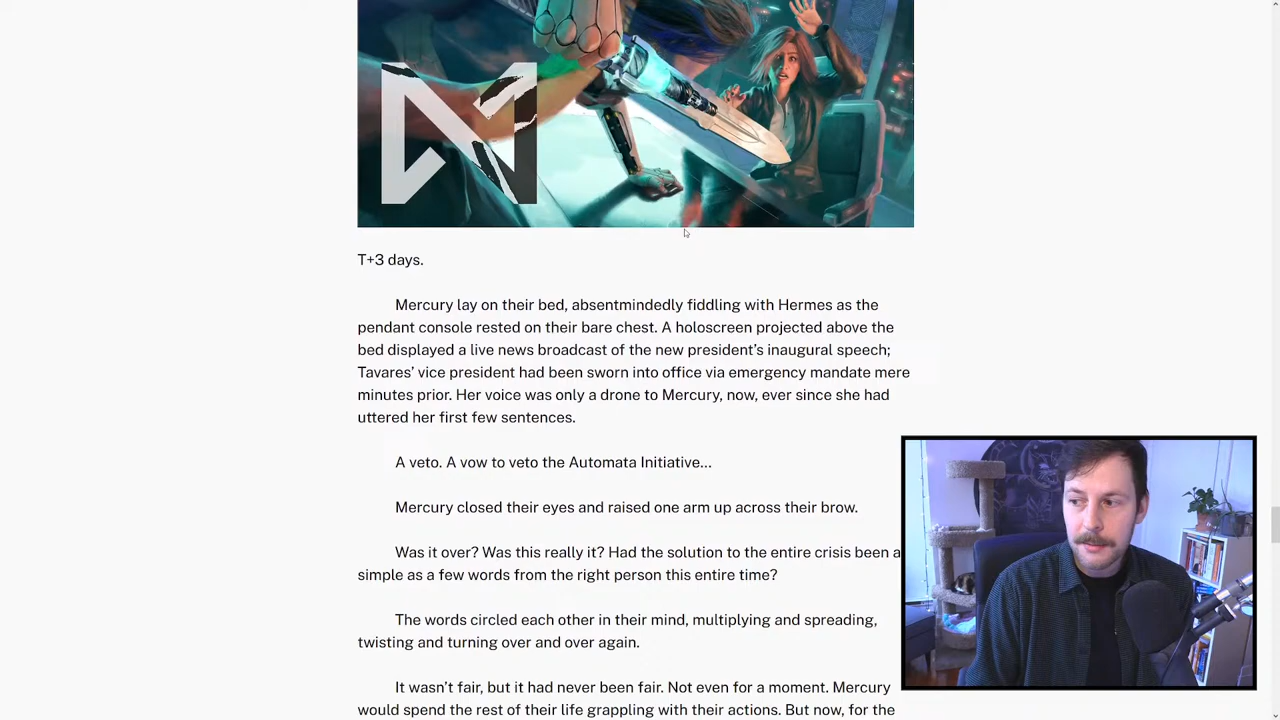 T+3 days.
Mercury lay on their bed, absentmindedly fiddling with Hermes as the
pendant console rested on their bare chest. A holoscreen projected above the
bed displayed a live news broadcast of the new president’s inaugural speech;
Tavares’ vice president had been sworn into office via emergency mandate mere
minutes prior. Her voice was only a drone to Mercury, now, ever since she had
uttered her first few sentences.
A veto. A vow to veto the Automata Initiative…
Mercury closed their eyes and raised one arm up across their brow.
Was it over? Was this really it? Had the solution to the entire crisis been a
simple as a few words from the right person this entire time?
The words circled each other in their mind, multiplying and spreading,
twisting and turning over and over again.
It wasn’t fair, but it had never been fair. Not even for a moment. Mercury
would spend the rest of their life grappling with their actions. But now, for the